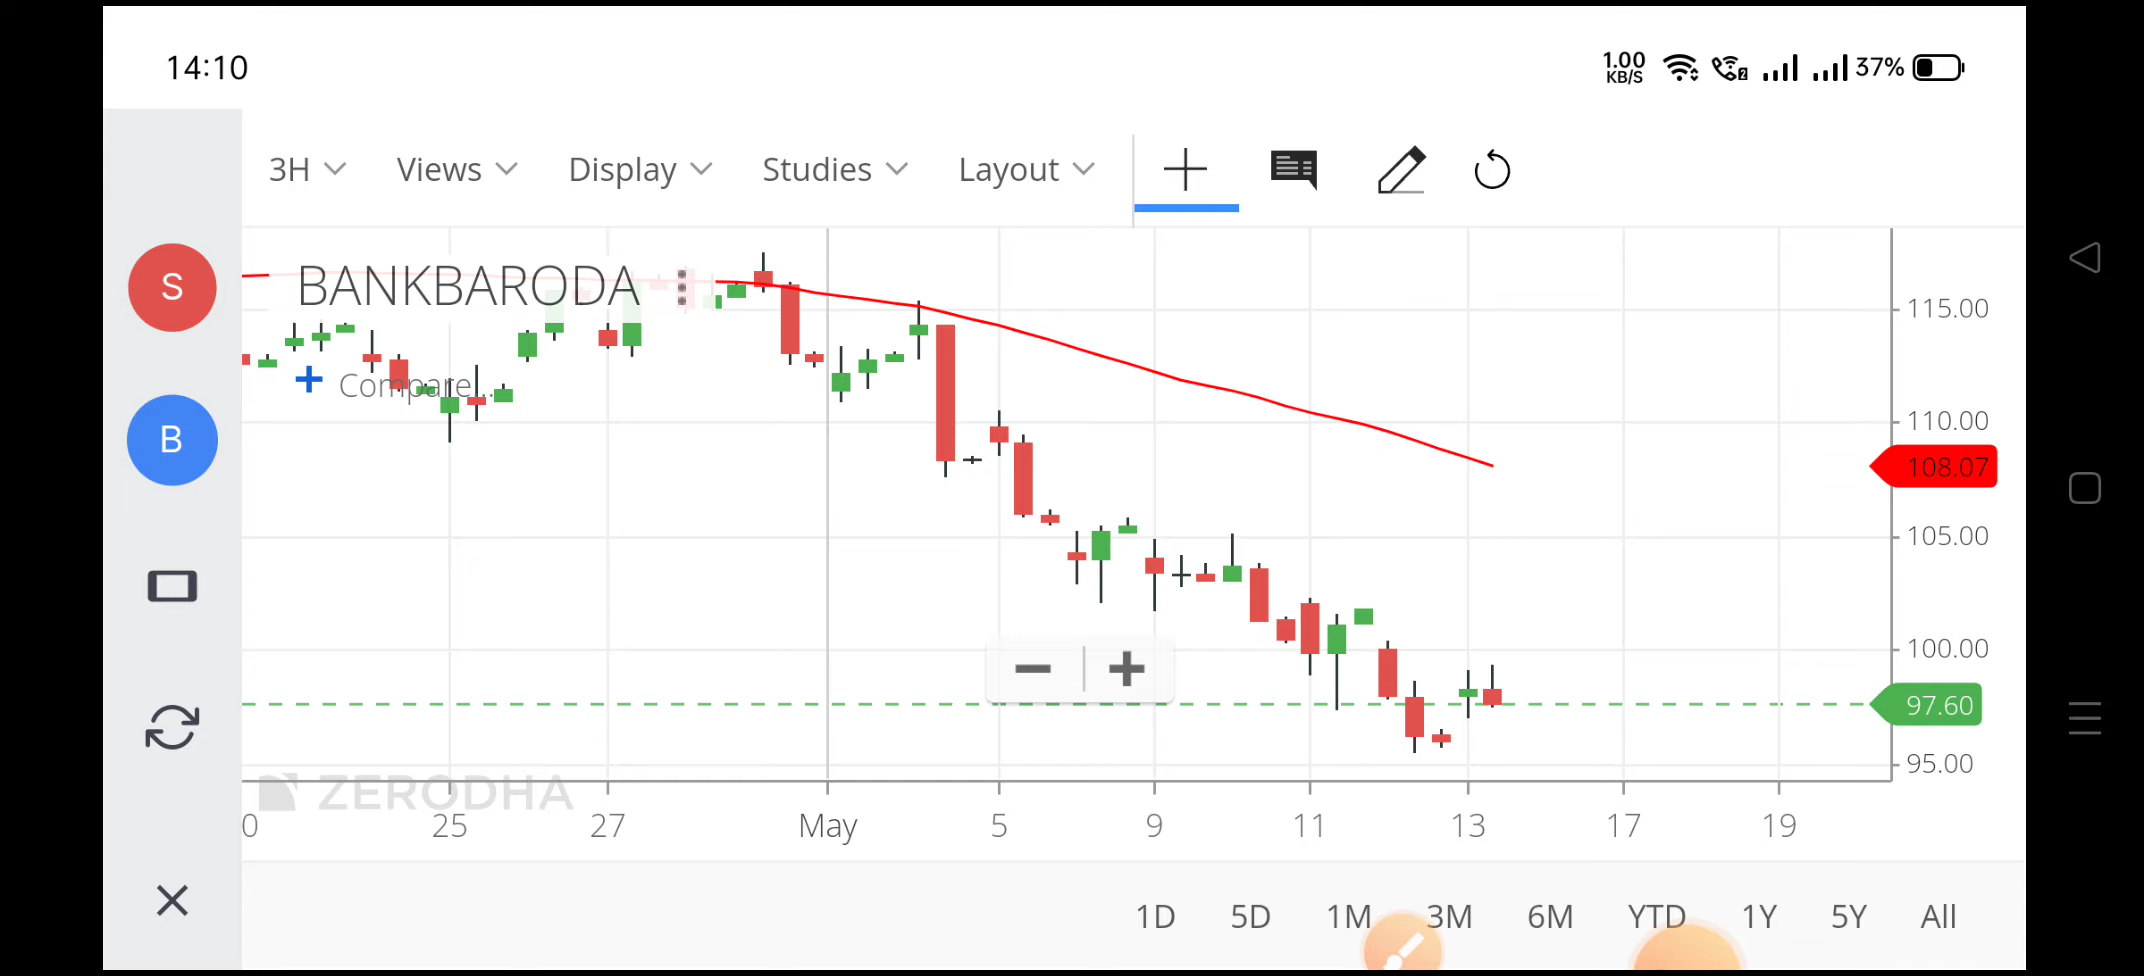 14:10
1.00 KB/S
2
37%
3H Views Display Studies Layout
S
BANKBARODA
B
Compare...
115.00
110.00
108.07
105.00
100.00
97.60
95.00
ZERODHA
0 25 27 May 5 9 11 13 17 19
1D 5D 1M 3M 6M YTD 1Y 5Y All